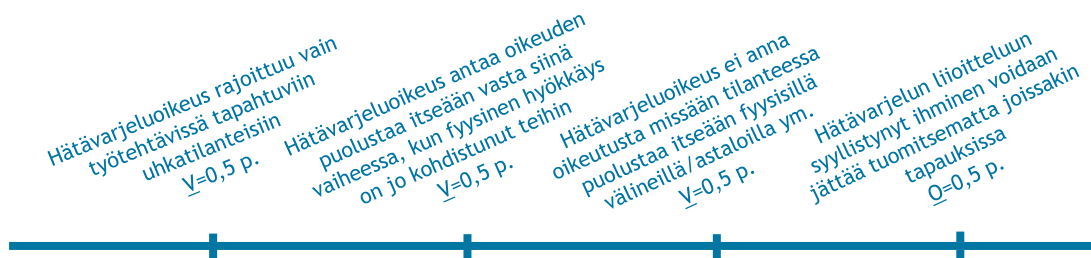 Hätävarjeluoikeus rajoittuu vain
työtehtävissä tapahtuviin
uhkatilanteisiin
V=0,5 p.
Hätävarjeluoikeus antaa oikeuden
puolustaa itseään vasta siinä
vaiheessa, kun fyysinen hyökkäys
on jo kohdistunut teihin
V=0,5 p.
Hätävarjeluoikeus ei anna
oikeutusta missään tilanteessa
puolustaa itseään fyysisillä
välineillä/astaloilla ym.
V=0,5 p.
Hätävarjelun liioitteluun
syyllistynyt ihminen voidaan
jättää tuomitsematta joissakin
tapauksissa
O=0,5 p.